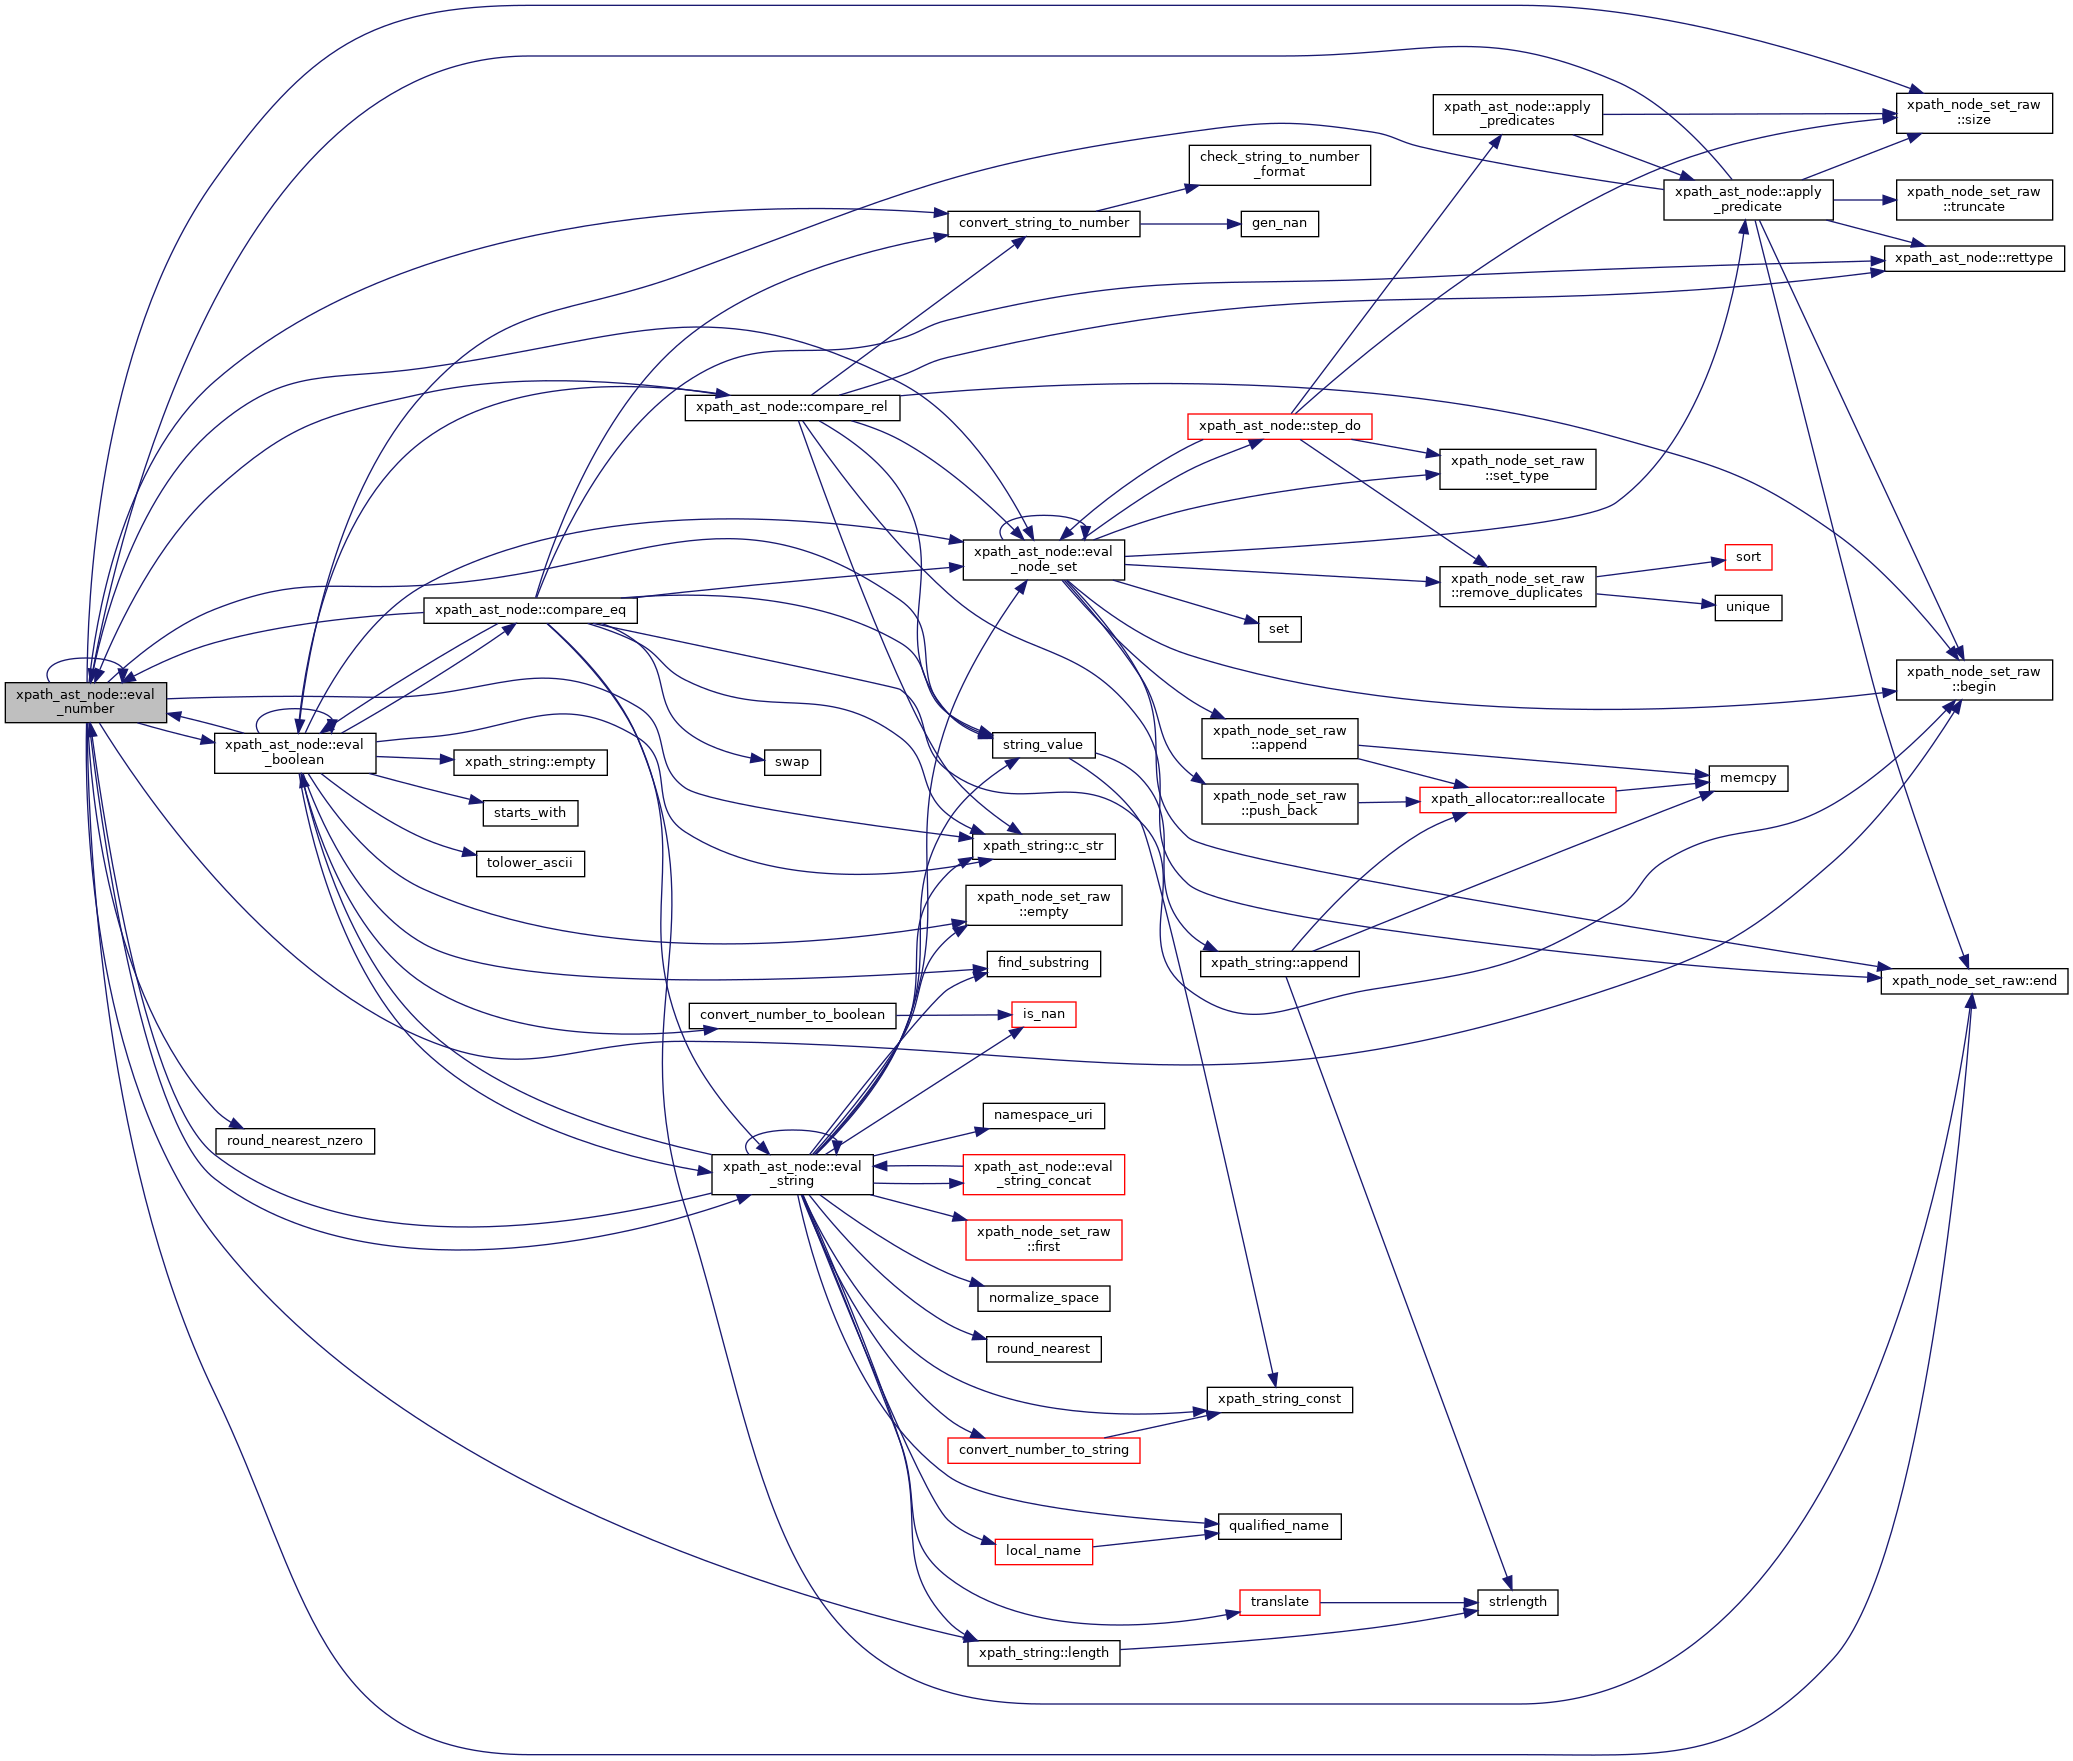 xpath_ast_node::eval
_number
xpath_ast_node::eval
_boolean
round_nearest_nzero
xpath_ast_node::compare_eq
xpath_string::empty
starts_with
tolower_ascii
xpath_ast_node::compare_rel
swap
convert_number_to_boolean
xpath_ast_node::eval
_string
convert_string_to_number
xpath_ast_node::eval
_node_set
string_value
xpath_string::c_str
xpath_node_set_raw
::empty
find_substring
is_nan
namespace_uri
xpath_ast_node::eval
_string_concat
xpath_node_set_raw
::first
normalize_space
round_nearest
convert_number_to_string
local_name
xpath_string::length
check_string_to_number
_format
gen_nan
xpath_ast_node::step_do
set
xpath_node_set_raw
::append
xpath_node_set_raw
::push_back
xpath_string::append
xpath_string_const
qualified_name
translate
xpath_ast_node::apply
_predicates
xpath_node_set_raw
::set_type
xpath_node_set_raw
::remove_duplicates
xpath_allocator::reallocate
strlength
xpath_ast_node::apply
_predicate
sort
unique
memcpy
xpath_node_set_raw
::size
xpath_node_set_raw
::truncate
xpath_ast_node::rettype
xpath_node_set_raw
::begin
xpath_node_set_raw::end